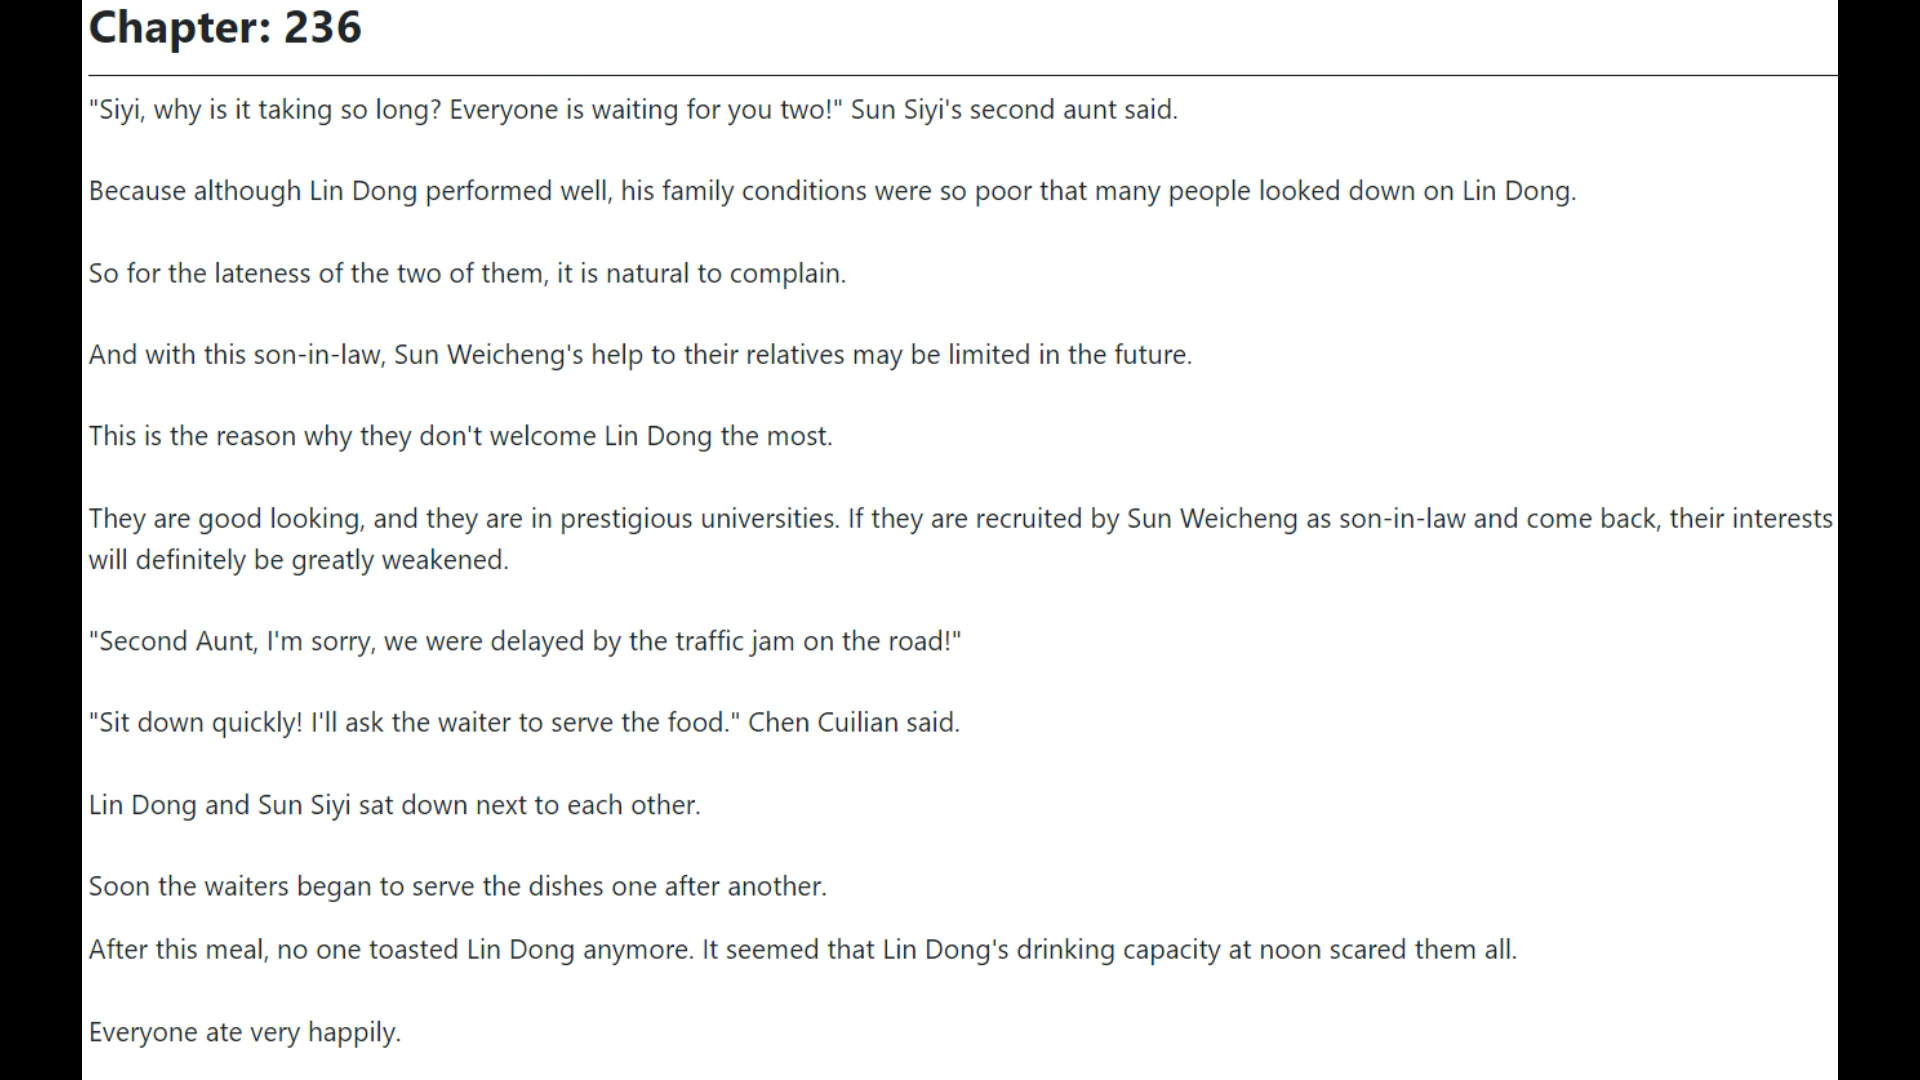 Chapter: 236
"Siyi, why is it taking so long? Everyone is waiting for you two!" Sun Siyi's second aunt said.
Because although Lin Dong performed well, his family conditions were so poor that many people looked down on Lin Dong.
So for the lateness of the two of them, it is natural to complain.
And with this son-in-law, Sun Weicheng's help to their relatives may be limited in the future.
This is the reason why they don't welcome Lin Dong the most.
They are good looking, and they are in prestigious universities. If they are recruited by Sun Weicheng as son-in-law and come back, their interests
will definitely be greatly weakened.
"Second Aunt, I'm sorry, we were delayed by the traffic jam on the road!"
"Sit down quickly! I'll ask the waiter to serve the food." Chen Cuilian said.
Lin Dong and Sun Siyi sat down next to each other.
Soon the waiters began to serve the dishes one after another.
After this meal, no one toasted Lin Dong anymore. It seemed that Lin Dong's drinking capacity at noon scared them all.
Everyone ate very happily.